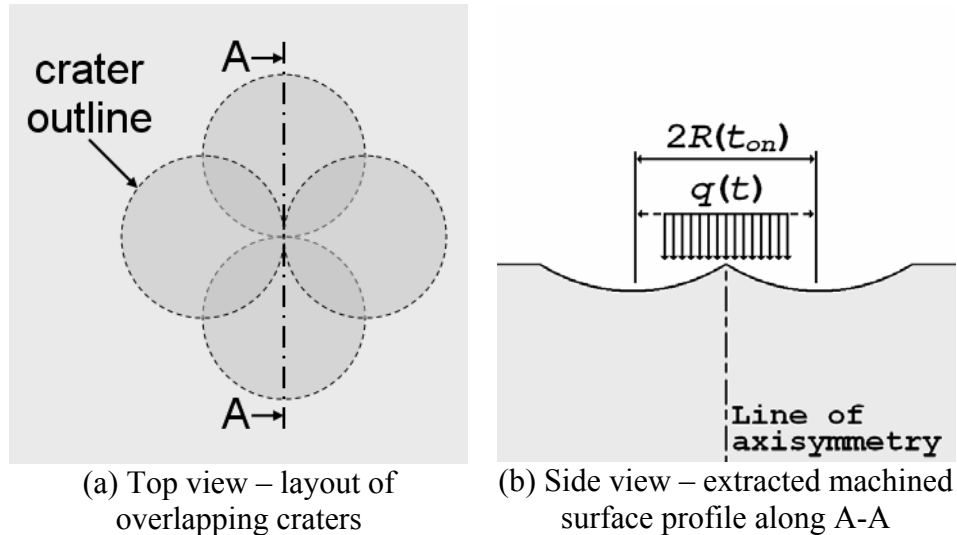 A
crater
outline
A
(a) Top view – layout of
overlapping craters
2R(t_on)
q(t)
Line of
axisymmetry
(b) Side view – extracted machined
surface profile along A-A